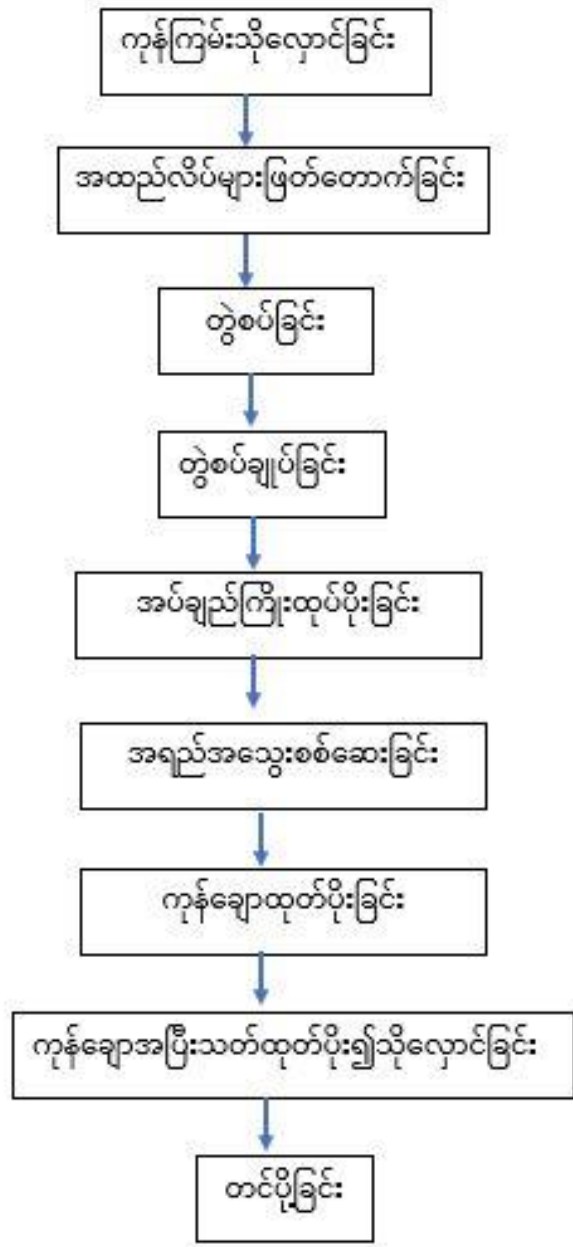 ကုန်ကြမ်းသိုလှောင်ခြင်း
အထည်လိပ်များဖြတ်တောက်ခြင်း
တွဲစပ်ခြင်း
တွဲစပ်ချုပ်ခြင်း
အပ်ချည်ကြိုးထုပ်ပိုးခြင်း
အရည်အသွေးစစ်ဆေးခြင်း
ကုန်ချောထုတ်ပိုးခြင်း
ကုန်ချောအပြီးသတ်ထုတ်ပိုး၍သိုလှောင်ခြင်း
တင်ပို့ခြင်း